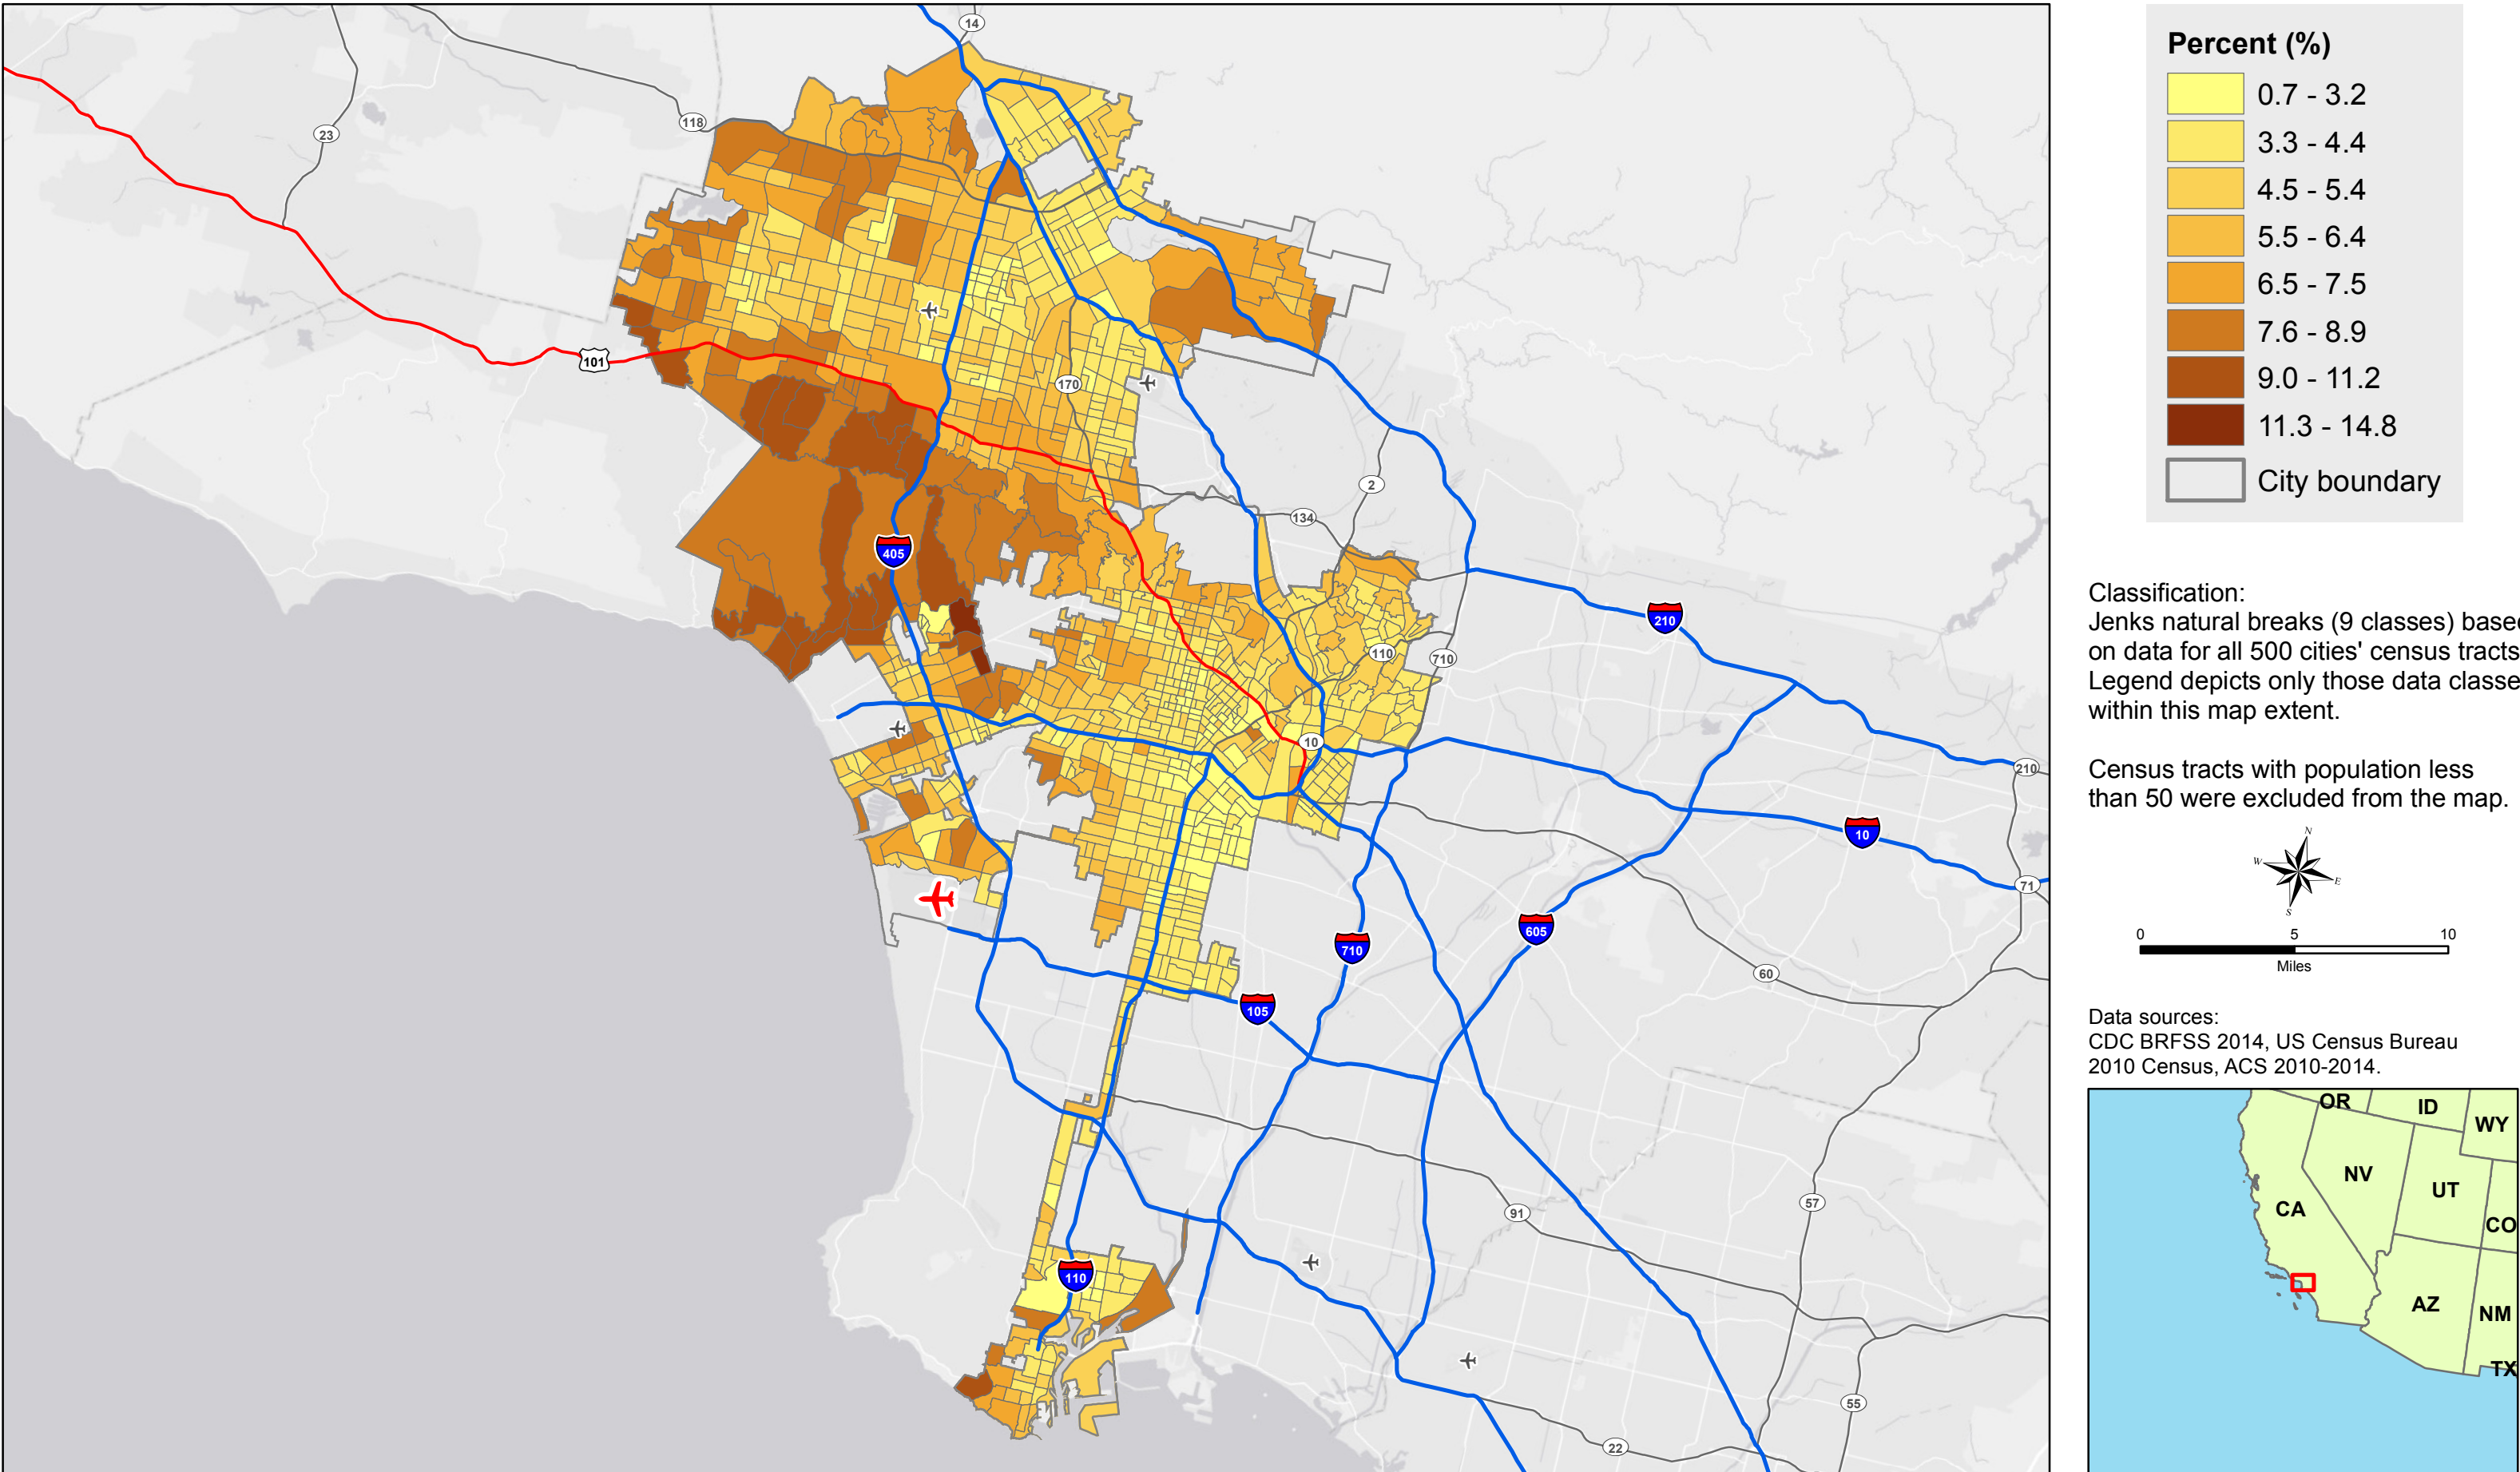 14
118
23
101
170
2
134
405
210
110
710
10
210
10
71
605
710
60
105
91
57
110
55
22
Percent (%)
0.7 - 3.2
3.3 - 4.4
4.5 - 5.4
5.5 - 6.4
6.5 - 7.5
7.6 - 8.9
9.0 - 11.2
11.3 - 14.8
City boundary
Classification:
Jenks natural breaks (9 classes) based
on data for all 500 cities' census tracts
Legend depicts only those data classe
within this map extent.
Census tracts with population less
than 50 were excluded from the map.
N
W
E
S
0 5 10
Miles
Data sources:
CDC BRFSS 2014, US Census Bureau
2010 Census, ACS 2010-2014.
OR
ID
WY
NV
UT
CA
CO
AZ
NM
TX